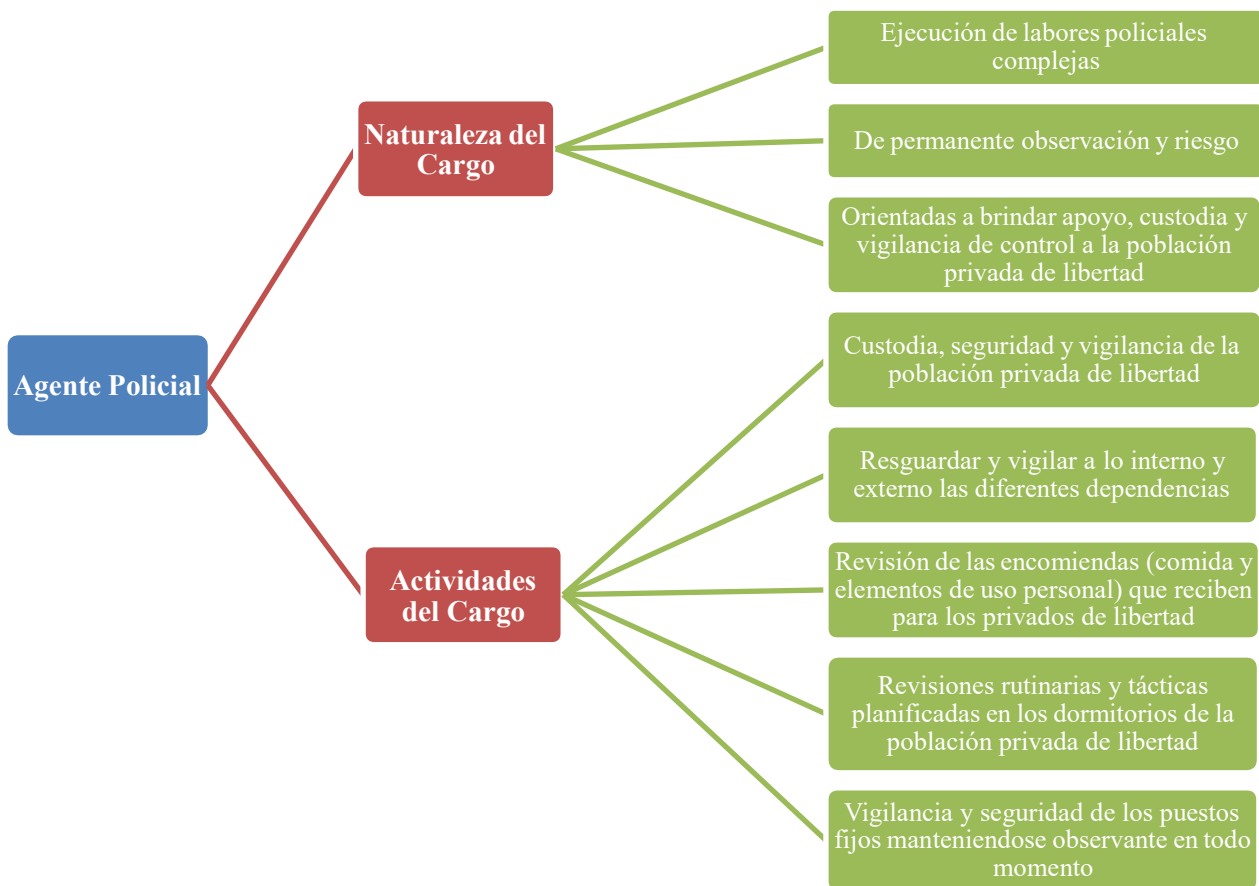 Agente Policial
Naturaleza del
Cargo
Ejecución de labores policiales
complejas
De permanente observación y riesgo
Orientadas a brindar apoyo, custodia y
vigilancia de control a la población
privada de libertad
Actividades
del Cargo
Custodia, seguridad y vigilancia de la
población privada de libertad
Resguardar y vigilar a lo interno y
externo las diferentes dependencias
Revisión de las encomiendas (comida y
elementos de uso personal) que reciben
para los privados de libertad
Revisiones rutinarias y tácticas
planificadas en los dormitorios de la
población privada de libertad
Vigilancia y seguridad de los puestos
fijos manteniendose observante en todo
momento